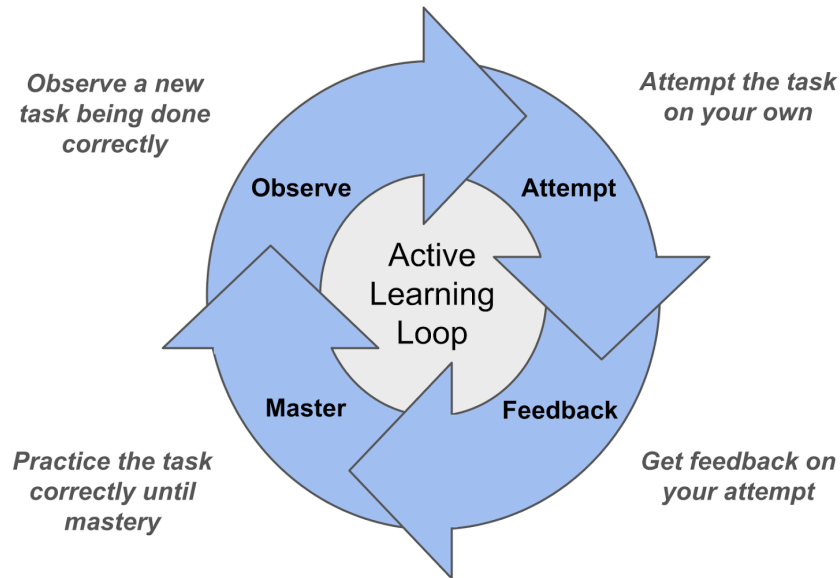 Observe a new
task being done
correctly
Attempt the task
on your own
Observe
Attempt
Active
Learning
Loop
Master
Feedback
Practice the task
correctly until
mastery
Get feedback on
your attempt